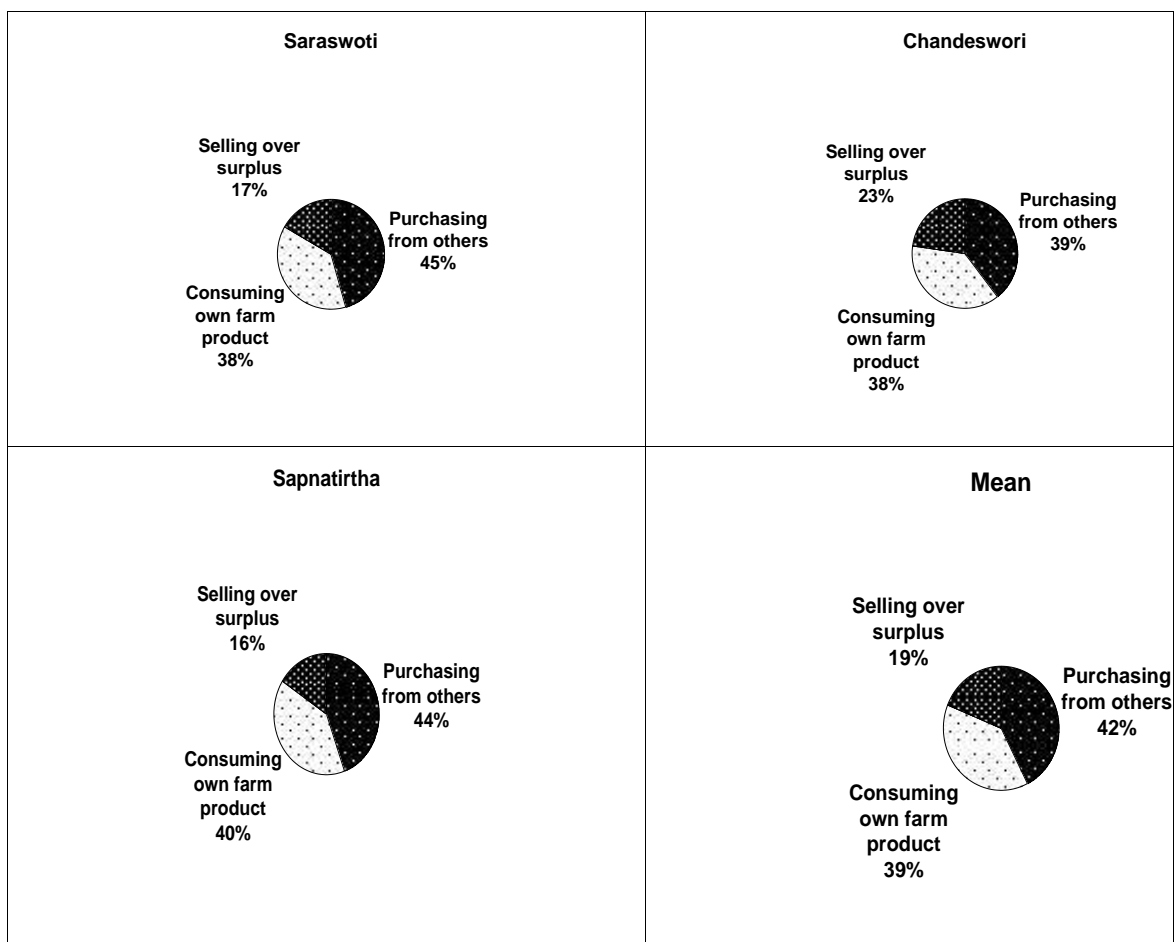 Saraswoti
Selling over
surplus
17%
Purchasing
from others
45%
Consuming
own farm
product
38%
Chandeswori
Selling over
surplus
23%
Purchasing
from others
39%
Consuming
own farm
product
38%
Sapnatirtha
Selling over
surplus
16%
Purchasing
from others
44%
Consuming
own farm
product
40%
Mean
Selling over
surplus
19%
Purchasing
from others
42%
Consuming
own farm
product
39%